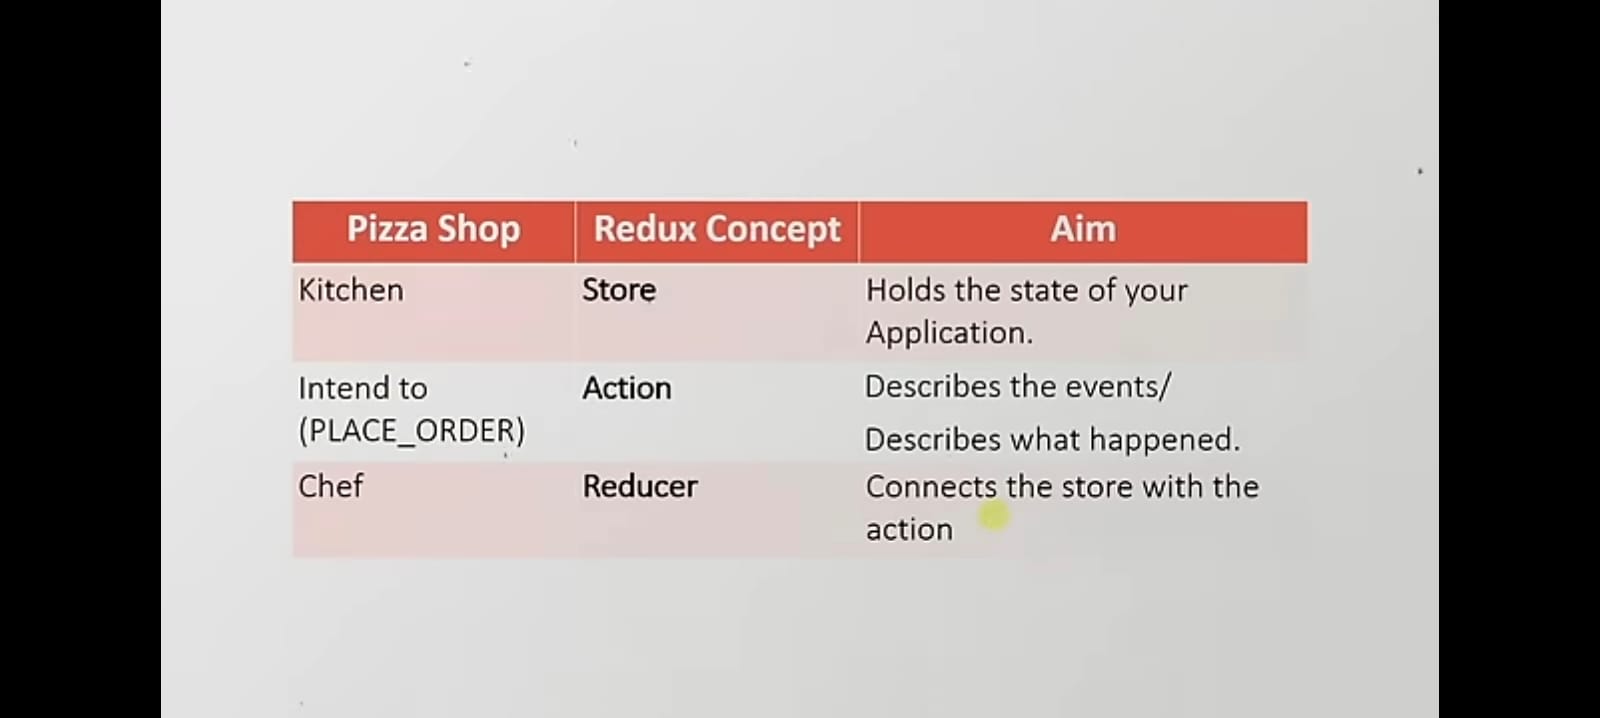 Pizza Shop Redux Concept Aim
Kitchen Store Holds the state of your
Application.
Intend to Action Describes the events/
(PLACE_ORDER)
Describes what happened.
Chef Reducer Connects the store with the
action